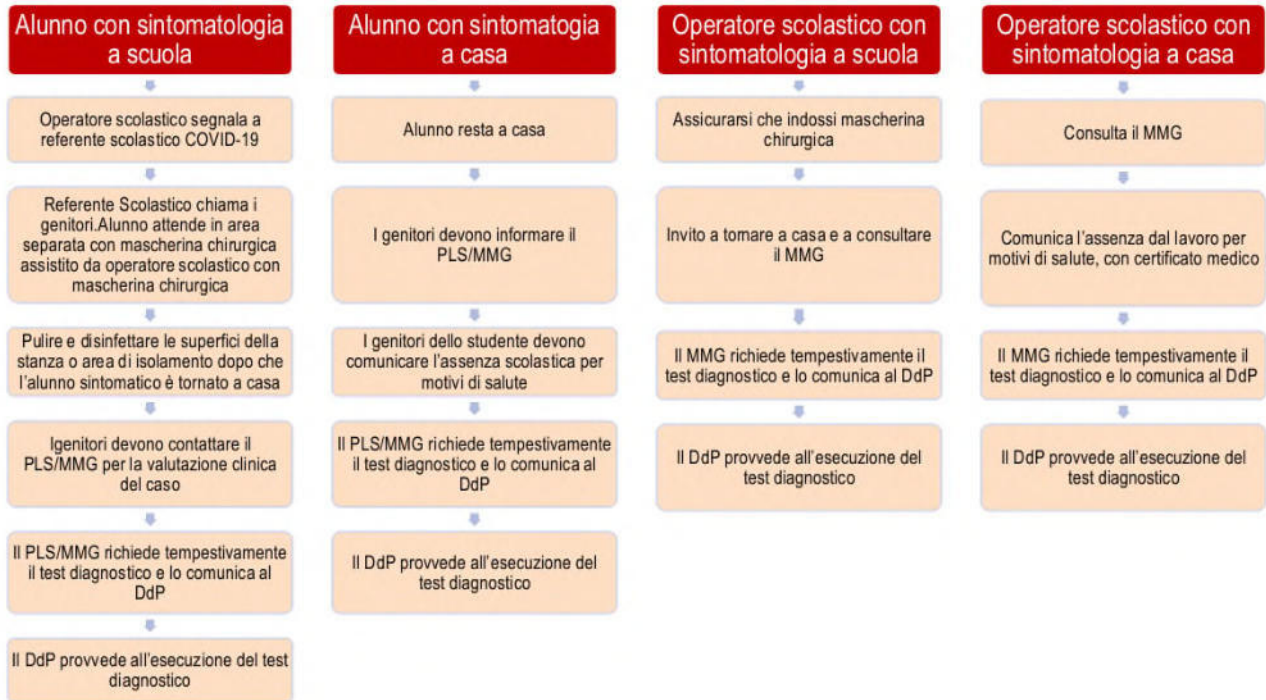 Alunno con sintomatologia
a scuola
Operatore scolastico segnala a
referente scolastico COVID-19
Referente Scolastico chiama i
genitori.Alunno attende in area
separata con mascherina chirurgica
assistito da operatore scolastico con
mascherina chirurgica
Pulire e disinfettare le superfici della
stanza o area di isolamento dopo che
l'alunno sintomatico è tornato a casa
Igenitori devono contattare il
PLS/MMG per la valutazione clinica
del caso
Il PLS/MMG richiede tempestivamente
il test diagnostico e lo comunica al
DdP
Il DdP provvede all'esecuzione del test
diagnostico
Alunno con sintomatogia
a casa
Alunno resta a casa
I genitori devono informare il
PLS/MMG
I genitori dello studente devono
comunicare l'assenza scolastica per
motivi di salute
Il PLS/MMG richiede tempestivamente
il test diagnostico e lo comunica al
DdP
Il DdP provvede all'esecuzione del
test diagnostico
Operatore scolastico con
sintomatologia a scuola
Assicurarsi che indossi mascherina
chirurgica
Invito a tornare a casa e a consultare
il MMG
Il MMG richiede tempestivamente il
test diagnostico e lo comunica al DdP
Il DdP provvede all'esecuzione del
test diagnostico
Operatore scolastico con
sintomatologia a casa
Consulta il MMG
Comunica l'assenza dal lavoro per
motivi di salute, con certificato medico
Il MMG richiede tempestivamente il
test diagnostico e lo comunica al DdP
Il DdP provvede all'esecuzione del
test diagnostico